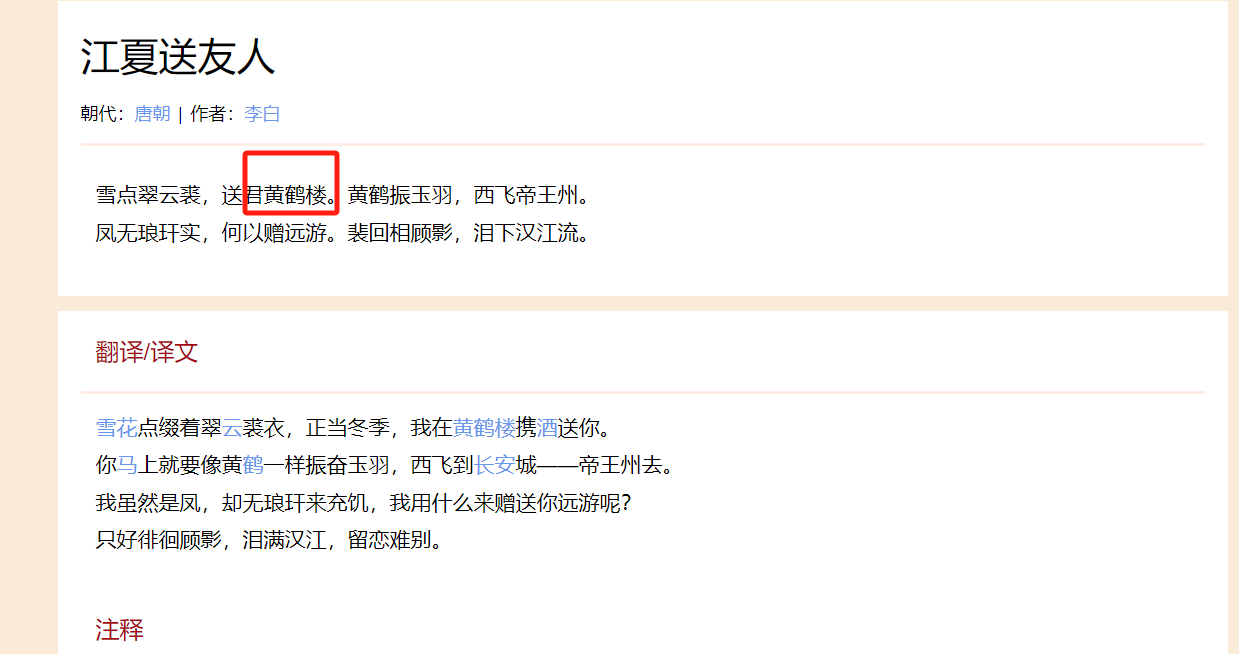 江夏送友人
朝代：唐朝 | 作者：李白
雪点翠云裘，送君黄鹤楼。黄鹤振玉羽，西飞帝王州。
凤无琅玕实，何以赠远游。裴回相顾影，泪下汉江流。
翻译/译文
雪花点缀着翠云裘衣，正当冬季，我在黄鹤楼携酒送你。
你马上就要像黄鹤一样振奋玉羽，西飞到长安城——帝王州去。
我虽然是凤，却无琅玕来充饥，我用什么来赠送你远游呢？
只好徘徊顾影，泪满汉江，留恋难别。
注释